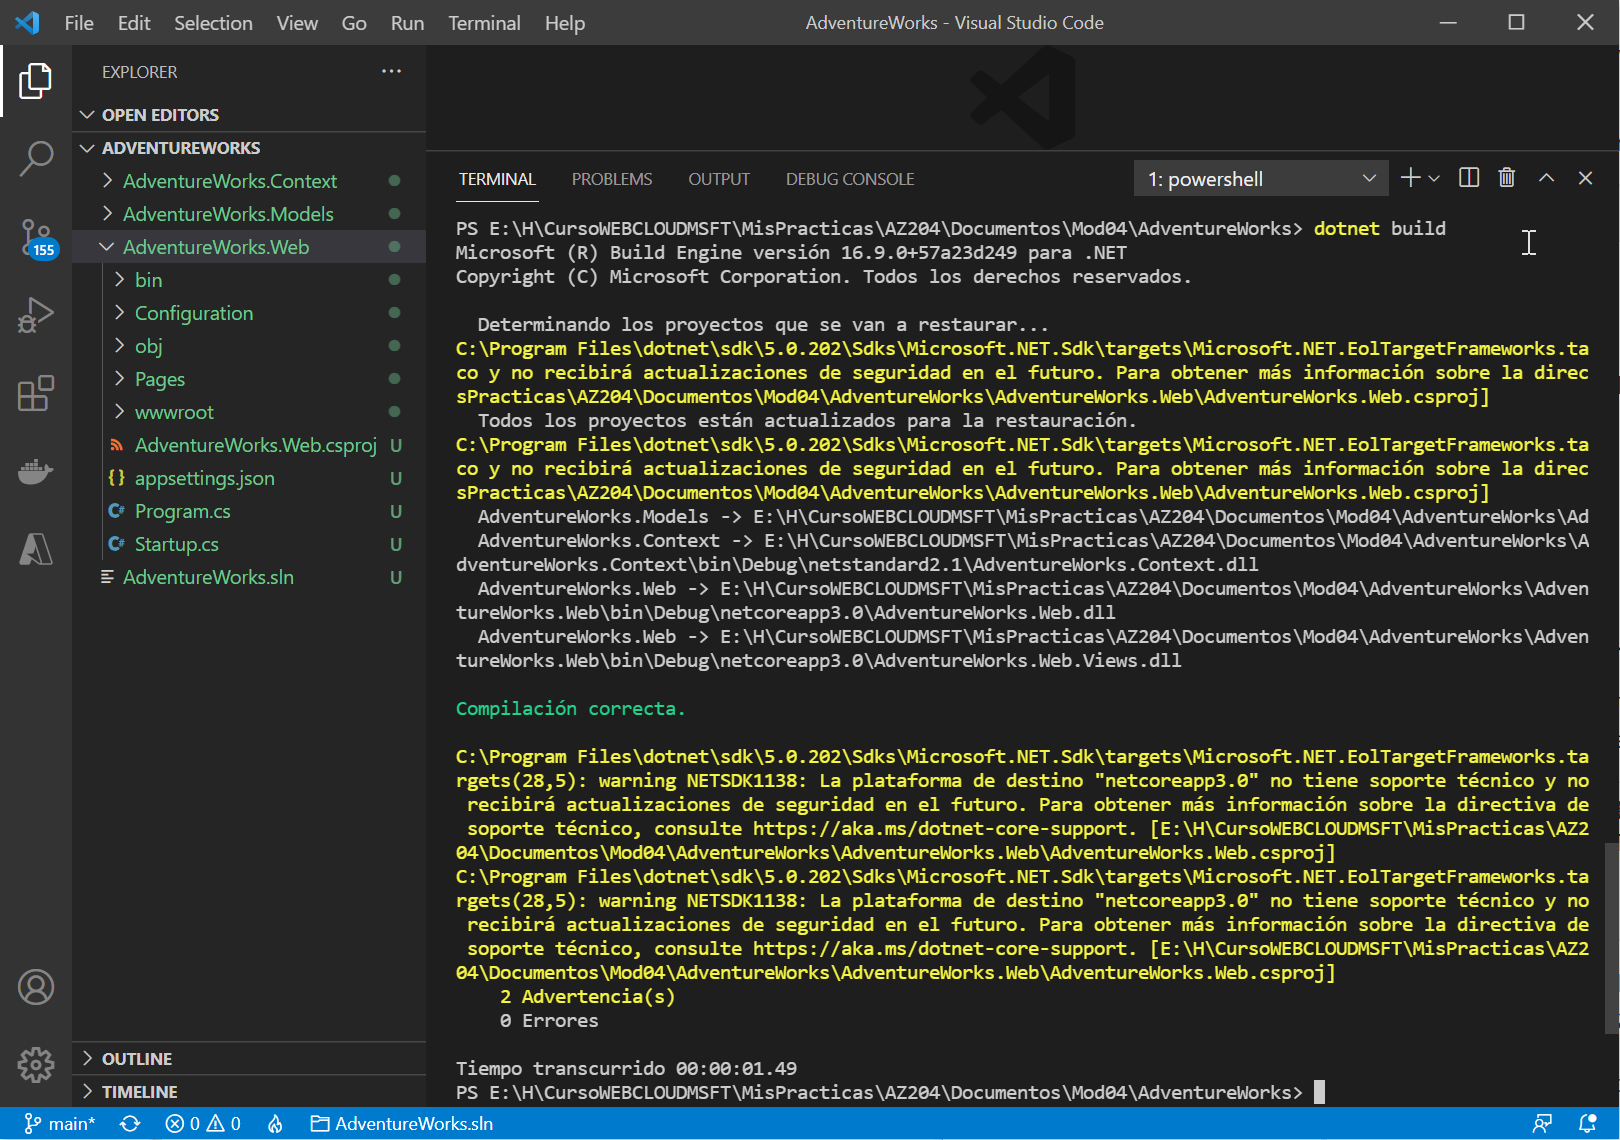 File Edit Selection View Go Run Terminal Help
AdventureWorks - Visual Studio Code
EXPLORER ···
OPEN EDITORS
ADVENTUREWORKS
AdventureWorks.Context
AdventureWorks.Models
AdventureWorks.Web
bin
Configuration
obj
Pages
wwwroot
AdventureWorks.Web.csproj U
appsettings.json U
Program.cs U
Startup.cs U
AdventureWorks.sln U
OUTLINE
TIMELINE
155
TERMINAL PROBLEMS OUTPUT DEBUG CONSOLE
1: powershell
PS E:\H\CursoWEBCLOUDMSFT\MisPracticas\AZ204\Documentos\Mod04\AdventureWorks> dotnet build
Microsoft (R) Build Engine versión 16.9.0+57a23d249 para .NET
Copyright (C) Microsoft Corporation. Todos los derechos reservados.
Determinando los proyectos que se van a restaurar...
C:\Program Files\dotnet\sdk\5.0.202\Sdks\Microsoft.NET.Sdk\targets\Microsoft.NET.EolTargetFrameworks.ta
co y no recibirá actualizaciones de seguridad en el futuro. Para obtener más información sobre la direc
sPracticas\AZ204\Documentos\Mod04\AdventureWorks\AdventureWorks.Web\AdventureWorks.Web.csproj]
Todos los proyectos están actualizados para la restauración.
C:\Program Files\dotnet\sdk\5.0.202\Sdks\Microsoft.NET.Sdk\targets\Microsoft.NET.EolTargetFrameworks.ta
co y no recibirá actualizaciones de seguridad en el futuro. Para obtener más información sobre la direc
sPracticas\AZ204\Documentos\Mod04\AdventureWorks\AdventureWorks.Web\AdventureWorks.Web.csproj]
AdventureWorks.Models -> E:\H\CursoWEBCLOUDMSFT\MisPracticas\AZ204\Documentos\Mod04\AdventureWorks\Ad
AdventureWorks.Context -> E:\H\CursoWEBCLOUDMSFT\MisPracticas\AZ204\Documentos\Mod04\AdventureWorks\A
dventureWorks.Context\bin\Debug\netstandard2.1\AdventureWorks.Context.dll
AdventureWorks.Web -> E:\H\CursoWEBCLOUDMSFT\MisPracticas\AZ204\Documentos\Mod04\AdventureWorks\Adven
tureWorks.Web\bin\Debug\netcoreapp3.0\AdventureWorks.Web.dll
AdventureWorks.Web -> E:\H\CursoWEBCLOUDMSFT\MisPracticas\AZ204\Documentos\Mod04\AdventureWorks\Adven
tureWorks.Web\bin\Debug\netcoreapp3.0\AdventureWorks.Web.Views.dll
Compilación correcta.
C:\Program Files\dotnet\sdk\5.0.202\Sdks\Microsoft.NET.Sdk\targets\Microsoft.NET.EolTargetFrameworks.ta
rgets(28,5): warning NETSDK1138: La plataforma de destino "netcoreapp3.0" no tiene soporte técnico y no
recibirá actualizaciones de seguridad en el futuro. Para obtener más información sobre la directiva de
soporte técnico, consulte https://aka.ms/dotnet-core-support. [E:\H\CursoWEBCLOUDMSFT\MisPracticas\AZ2
04\Documentos\Mod04\AdventureWorks\AdventureWorks.Web\AdventureWorks.Web.csproj]
C:\Program Files\dotnet\sdk\5.0.202\Sdks\Microsoft.NET.Sdk\targets\Microsoft.NET.EolTargetFrameworks.ta
rgets(28,5): warning NETSDK1138: La plataforma de destino "netcoreapp3.0" no tiene soporte técnico y no
recibirá actualizaciones de seguridad en el futuro. Para obtener más información sobre la directiva de
soporte técnico, consulte https://aka.ms/dotnet-core-support. [E:\H\CursoWEBCLOUDMSFT\MisPracticas\AZ2
04\Documentos\Mod04\AdventureWorks\AdventureWorks.Web\AdventureWorks.Web.csproj]
2 Advertencia(s)
0 Errores
Tiempo transcurrido 00:00:01.49
PS E:\H\CursoWEBCLOUDMSFT\MisPracticas\AZ204\Documentos\Mod04\AdventureWorks>
main* 0 0 AdventureWorks.sln